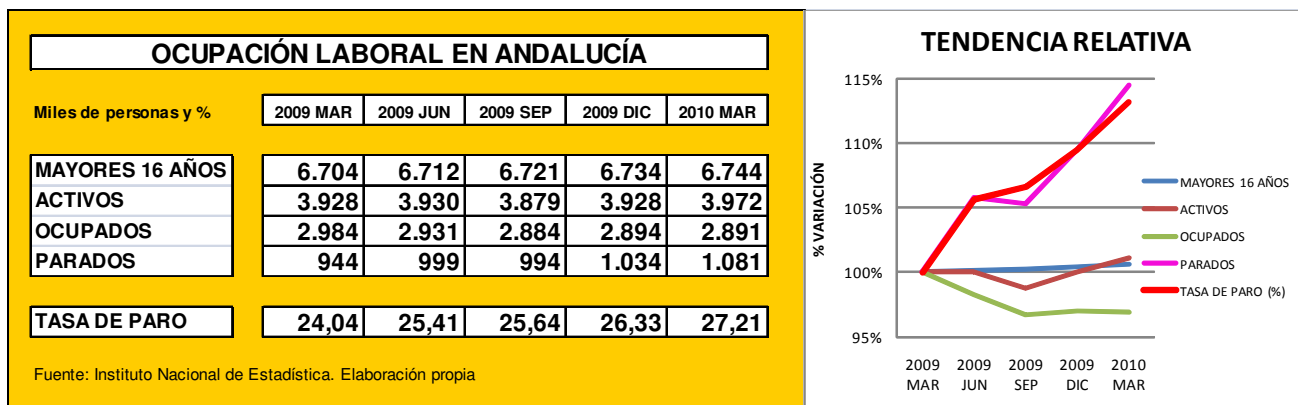 OCUPACIÓN LABORAL EN ANDALUCÍA
Miles de personas y % 2009 MAR 2009 JUN 2009 SEP 2009 DIC 2010 MAR
MAYORES 16 AÑOS 6.704 6.712 6.721 6.734 6.744
ACTIVOS 3.928 3.930 3.879 3.928 3.972
OCUPADOS 2.984 2.931 2.884 2.894 2.891
PARADOS 944 999 994 1.034 1.081
TASA DE PARO 24,04 25,41 25,64 26,33 27,21
Fuente: Instituto Nacional de Estadística. Elaboración propia
TENDENCIA RELATIVA
% VARIACIÓN
115%
110%
105%
100%
95%
2009 2009 2009 2009 2010
MAR JUN SEP DIC MAR
MAYORES 16 AÑOS
ACTIVOS
OCUPADOS
PARADOS
TASA DE PARO (%)